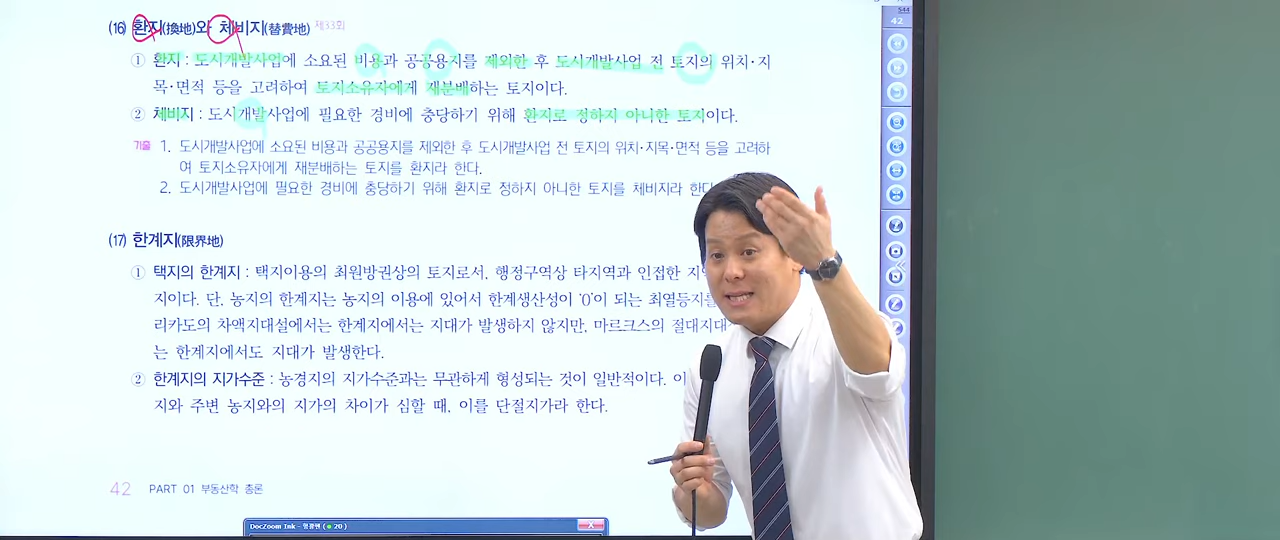 544
42
(16) 환지(換地)와 체비지(替費地) 제33회
① 환지 : 도시개발사업에 소요된 비용과 공공용지를 제외한 후 도시개발사업 전 토지의 위치·지
목·면적 등을 고려하여 토지소유자에게 재분배하는 토지이다.
② 체비지 : 도시개발사업에 필요한 경비에 충당하기 위해 환지로 정하지 아니한 토지이다.
기출 1. 도시개발사업에 소요된 비용과 공공용지를 제외한 후 도시개발사업 전 토지의 위치·지목·면적 등을 고려하
여 토지소유자에게 재분배하는 토지를 환지라 한다.
2. 도시개발사업에 필요한 경비에 충당하기 위해 환지로 정하지 아니한 토지를 체비지라 한다
(17) 한계지(限界地)
① 택지의 한계지 : 택지이용의 최원방권상의 토지로서, 행정구역상 타지역과 인접한
지이다. 단, 농지의 한계지는 농지의 이용에 있어서 한계생산성이 '0'이 되는 최열등지를
리카도의 차액지대설에서는 한계지에서는 지대가 발생하지 않지만, 마르크스의 절대지대
는 한계지에서도 지대가 발생한다.
② 한계지의 지가수준 : 농경지의 지가수준과는 무관하게 형성되는 것이 일반적이다. 이
지와 주변 농지와의 지가의 차이가 심할 때, 이를 단절지가라 한다.
42 PART 01 부동산학 총론
DocZoom Ink - 형광펜 ( 20 )